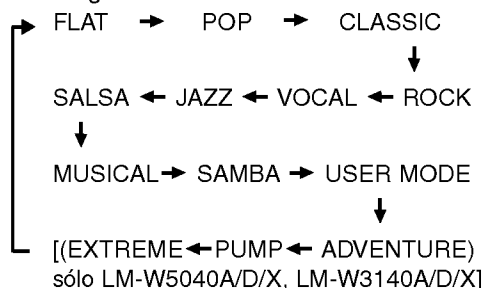 FLAT → POP → CLASSIC
SALSA ← JAZZ ← VOCAL ← ROCK
MUSICAL → SAMBA → USER MODE
[(EXTREME ← PUMP ← ADVENTURE)
sólo LM-W5040A/D/X, LM-W3140A/D/X]